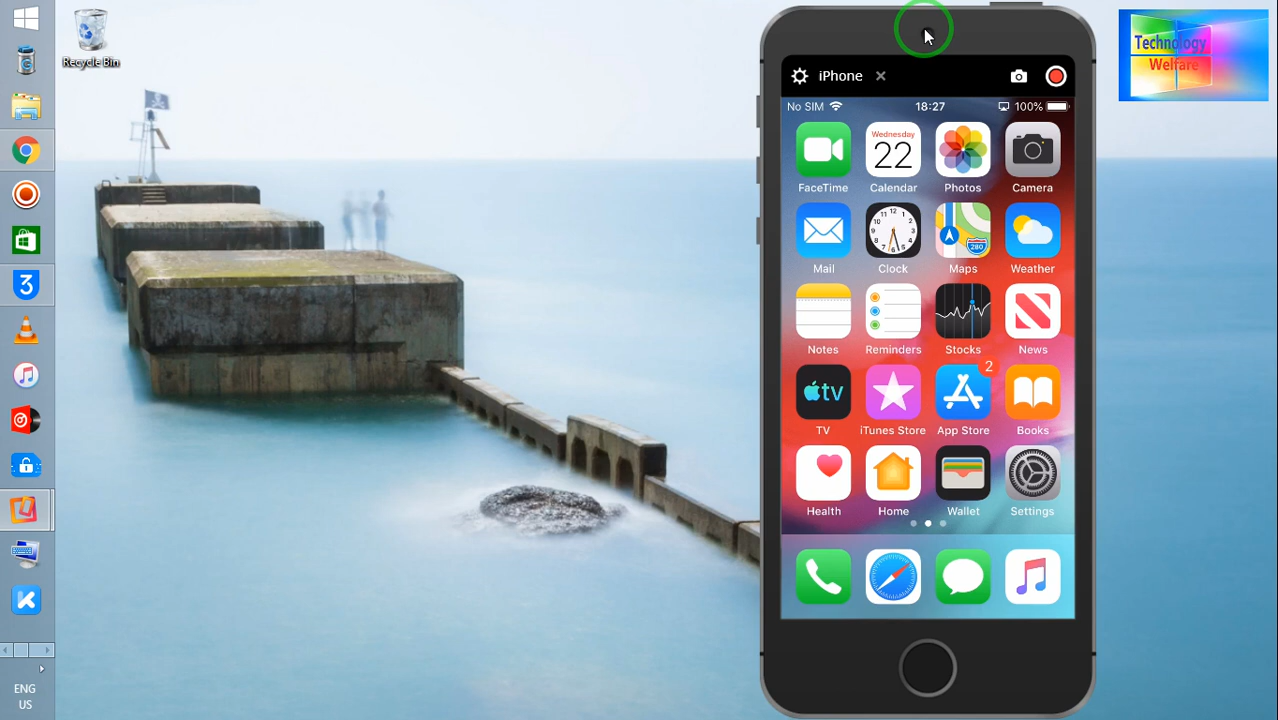 Recycle Bin
Technology
Welfare
iPhone
No SIM
18:27
100%
Wednesday
22
280
FaceTime
Calendar
Photos
Camera
Mail
Clock
Maps
Weather
Notes
Reminders
Stocks
News
2
tv
TV
iTunes Store
App Store
Books
Health
Home
Wallet
Settings
ENG
US